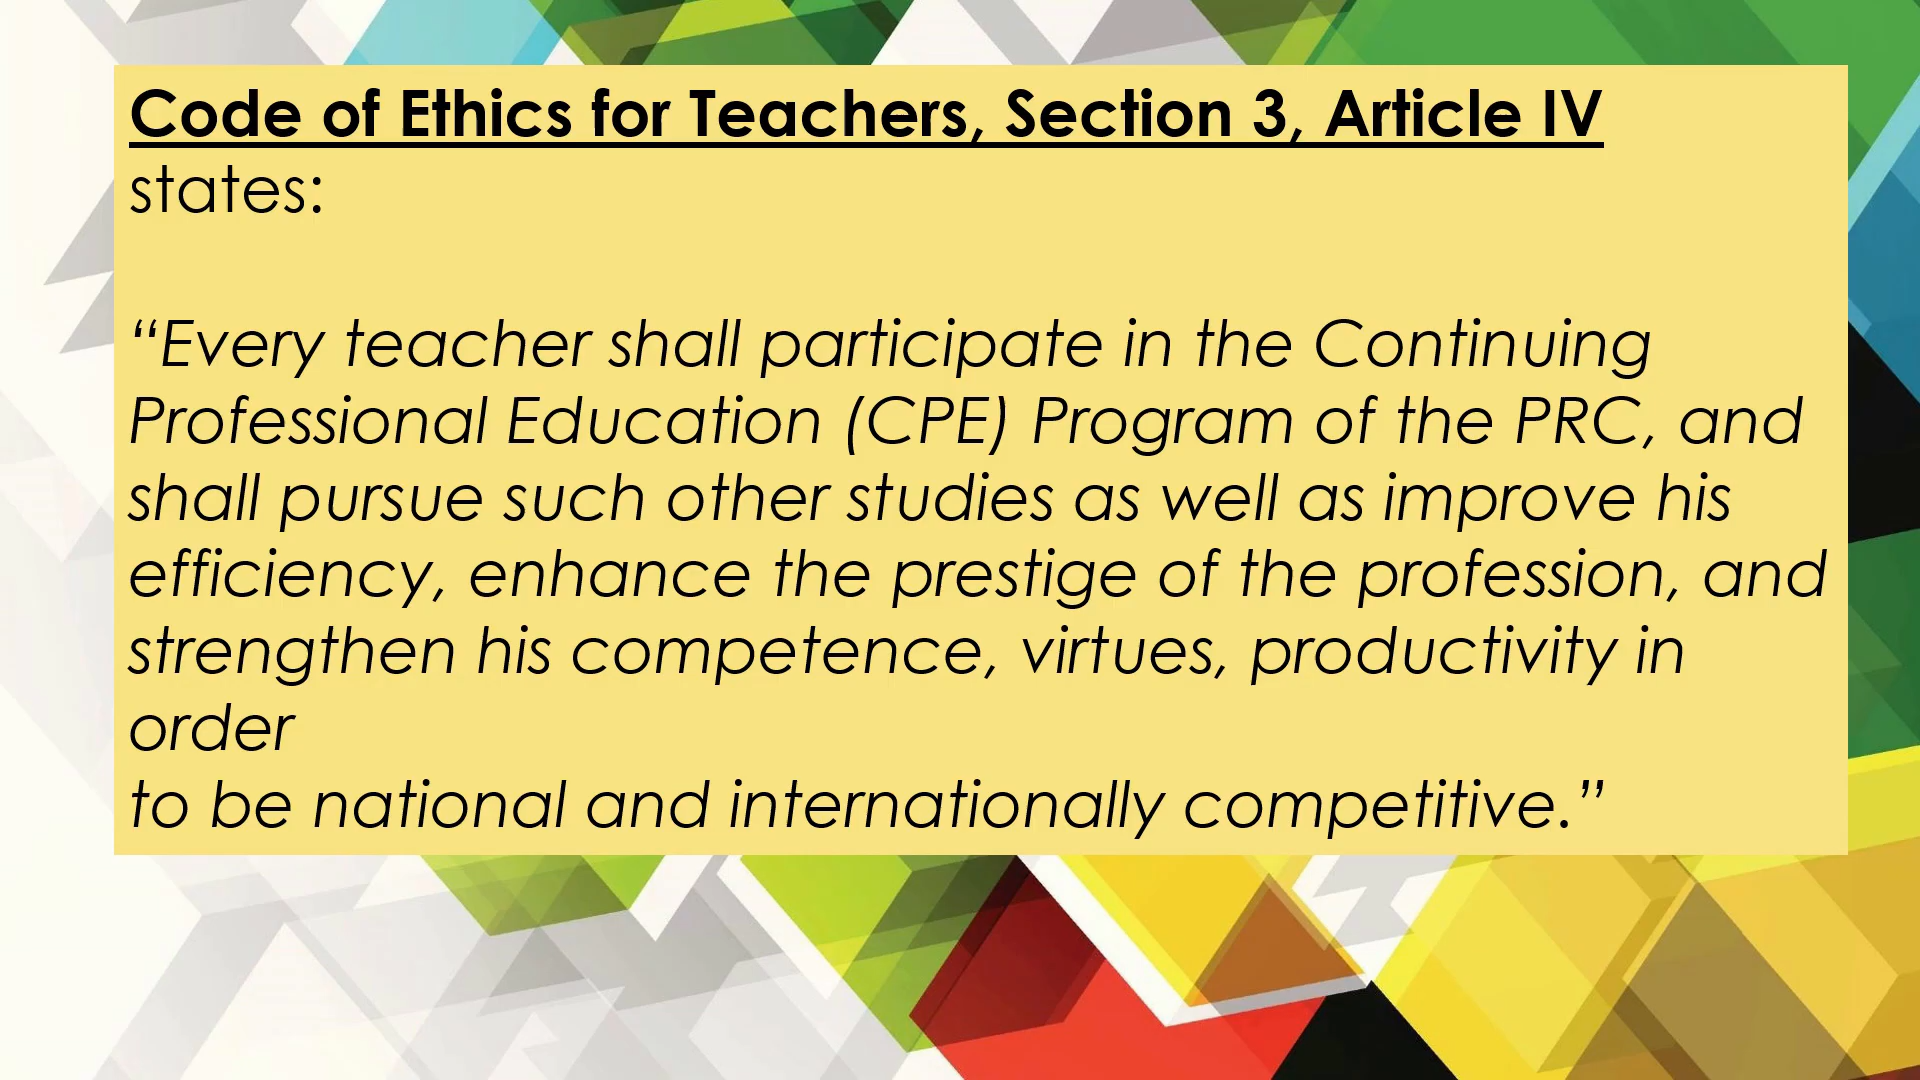 Code of Ethics for Teachers, Section 3, Article IV
states:
“Every teacher shall participate in the Continuing
Professional Education (CPE) Program of the PRC, and
shall pursue such other studies as well as improve his
efficiency, enhance the prestige of the profession, and
strengthen his competence, virtues, productivity in
order
to be national and internationally competitive.”